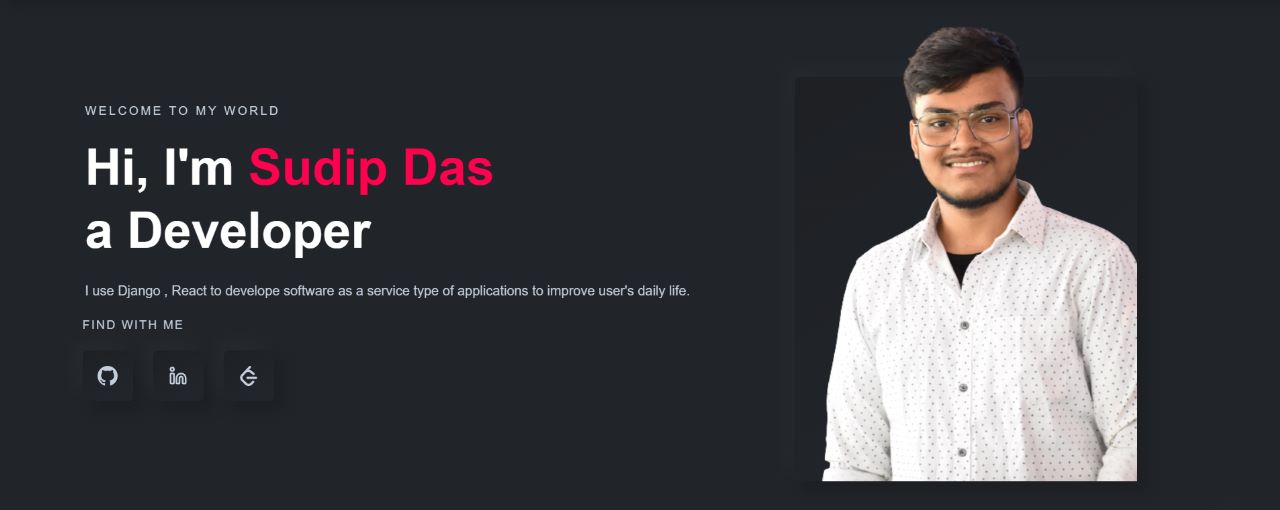 WELCOME TO MY WORLD
Hi, I'm Sudip Das
a Developer
I use Django , React to develope software as a service type of applications to improve user's daily life.
FIND WITH ME